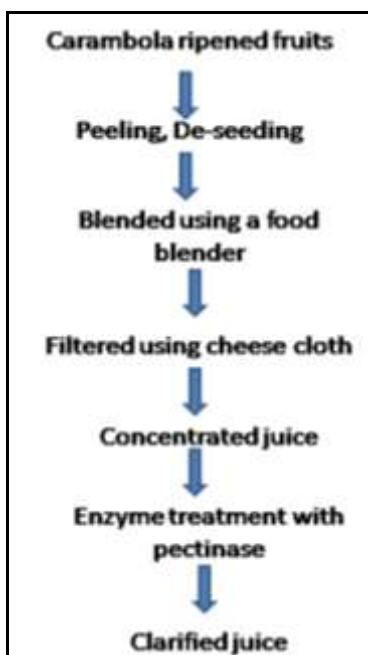 Carambola ripened fruits
Peeling, De-seeding
Blended using a food
blender
Filtered using cheese cloth
Concentrated juice
Enzyme treatment with
pectinase
Clarified juice